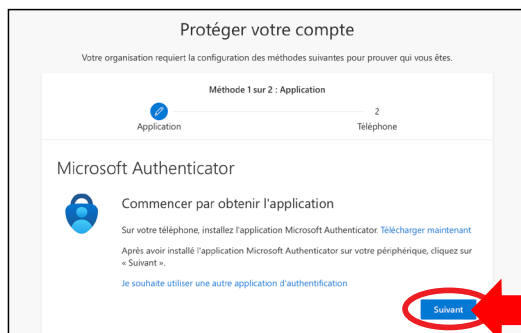 Protéger votre compte
Votre organisation requiert la configuration des méthodes suivantes pour prouver qui vous êtes.
Méthode 1 sur 2 : Application
2
Application
Téléphone
Microsoft Authenticator
Commencer par obtenir l'application
Sur votre téléphone, installez l'application Microsoft Authenticator. Télécharger maintenant
Après avoir installé l'application Microsoft Authenticator sur votre périphérique, cliquez sur
« Suivant ».
Je souhaite utiliser une autre application d'authentification
Suivant